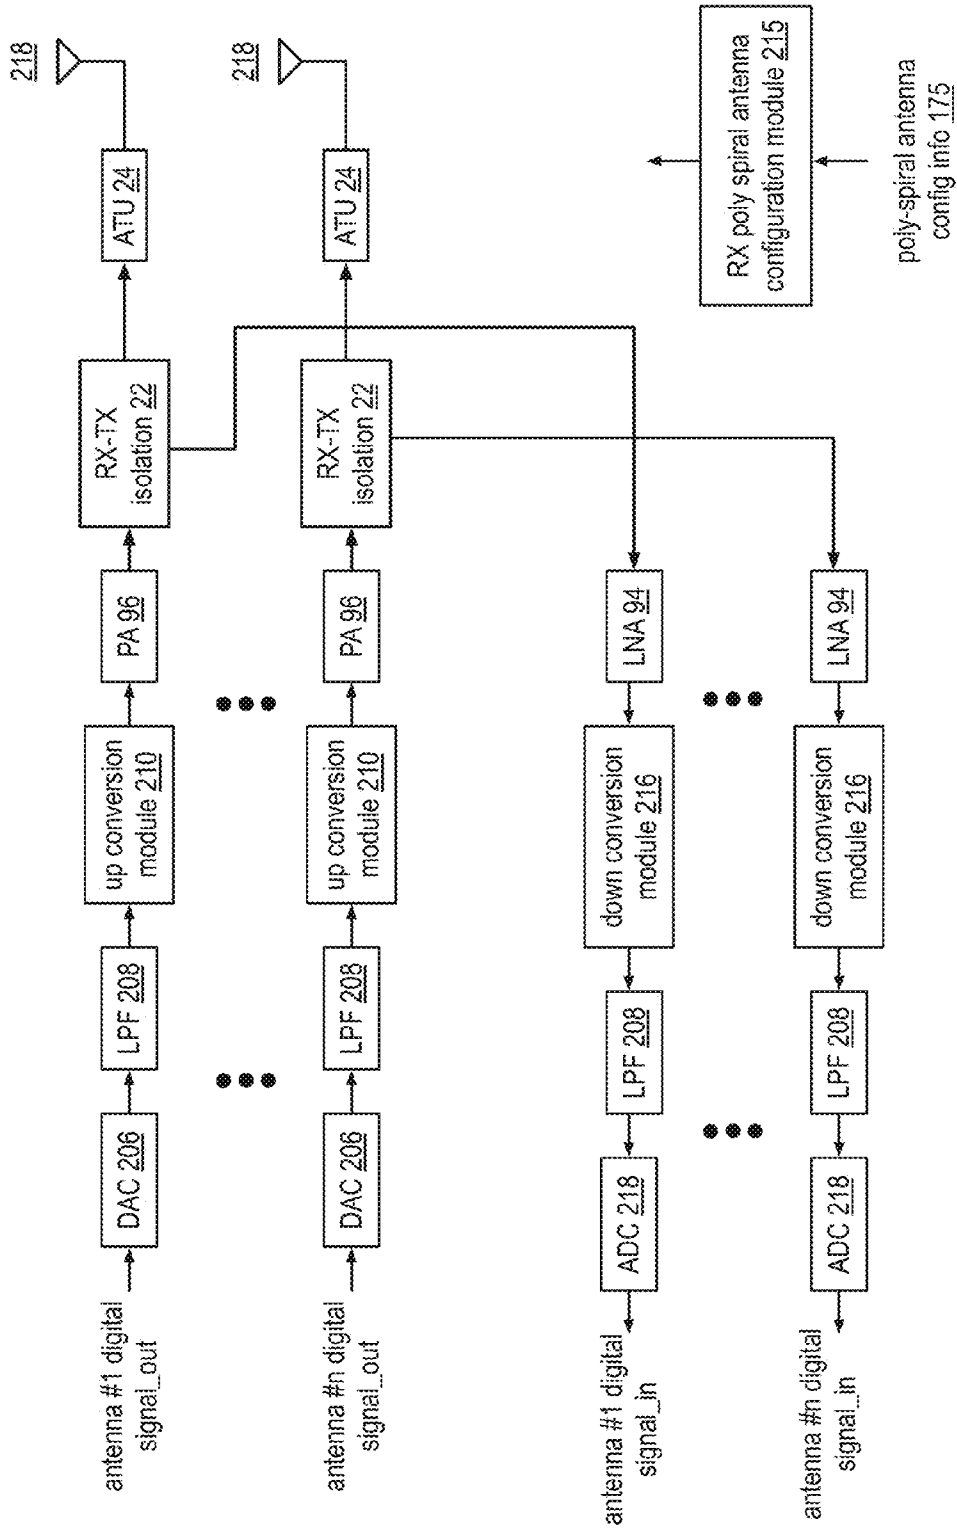 antenna #1 digital
signal_out
DAC 206
LPF 208
up conversion
module 210
PA 96
RX-TX
isolation 22
ATU 24
218
antenna #n digital
signal_out
DAC 206
LPF 208
up conversion
module 210
PA 96
RX-TX
isolation 22
ATU 24
218
antenna #1 digital
signal_in
ADC 218
LPF 208
down conversion
module 216
LNA 94
antenna #n digital
signal_in
ADC 218
LPF 208
down conversion
module 216
LNA 94
RX poly spiral antenna
configuration module 215
poly-spiral antenna
config info 175